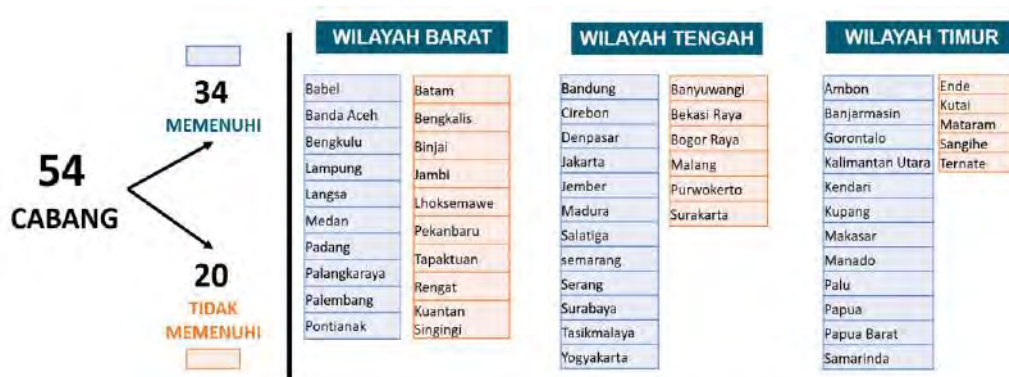 34
MEMENUHI
54
CABANG
20
TIDAK
MEMENUHI
WILAYAH BARAT
Babel
Banda Aceh
Bengkulu
Lampung
Langsa
Medan
Padang
Palangkaraya
Palembang
Pontianak
Batam
Bengkalis
Binjai
Jambi
Lhoksemawe
Pekanbaru
Tapaktuan
Rengat
Kuantan
Singingi
WILAYAH TENGAH
Bandung
Cirebon
Denpasar
Jakarta
Jember
Madura
Salatiga
semarang
Serang
Surabaya
Tasikmalaya
Yogyakarta
Banyuwangi
Bekasi Raya
Bogor Raya
Malang
Purwokerto
Surakarta
WILAYAH TIMUR
Ambon
Banjarmasin
Gorontalo
Kalimantan Utara
Kendari
Kupang
Makasar
Manado
Palu
Papua
Papua Barat
Samarinda
Ende
Kutai
Mataram
Sangihe
Ternate